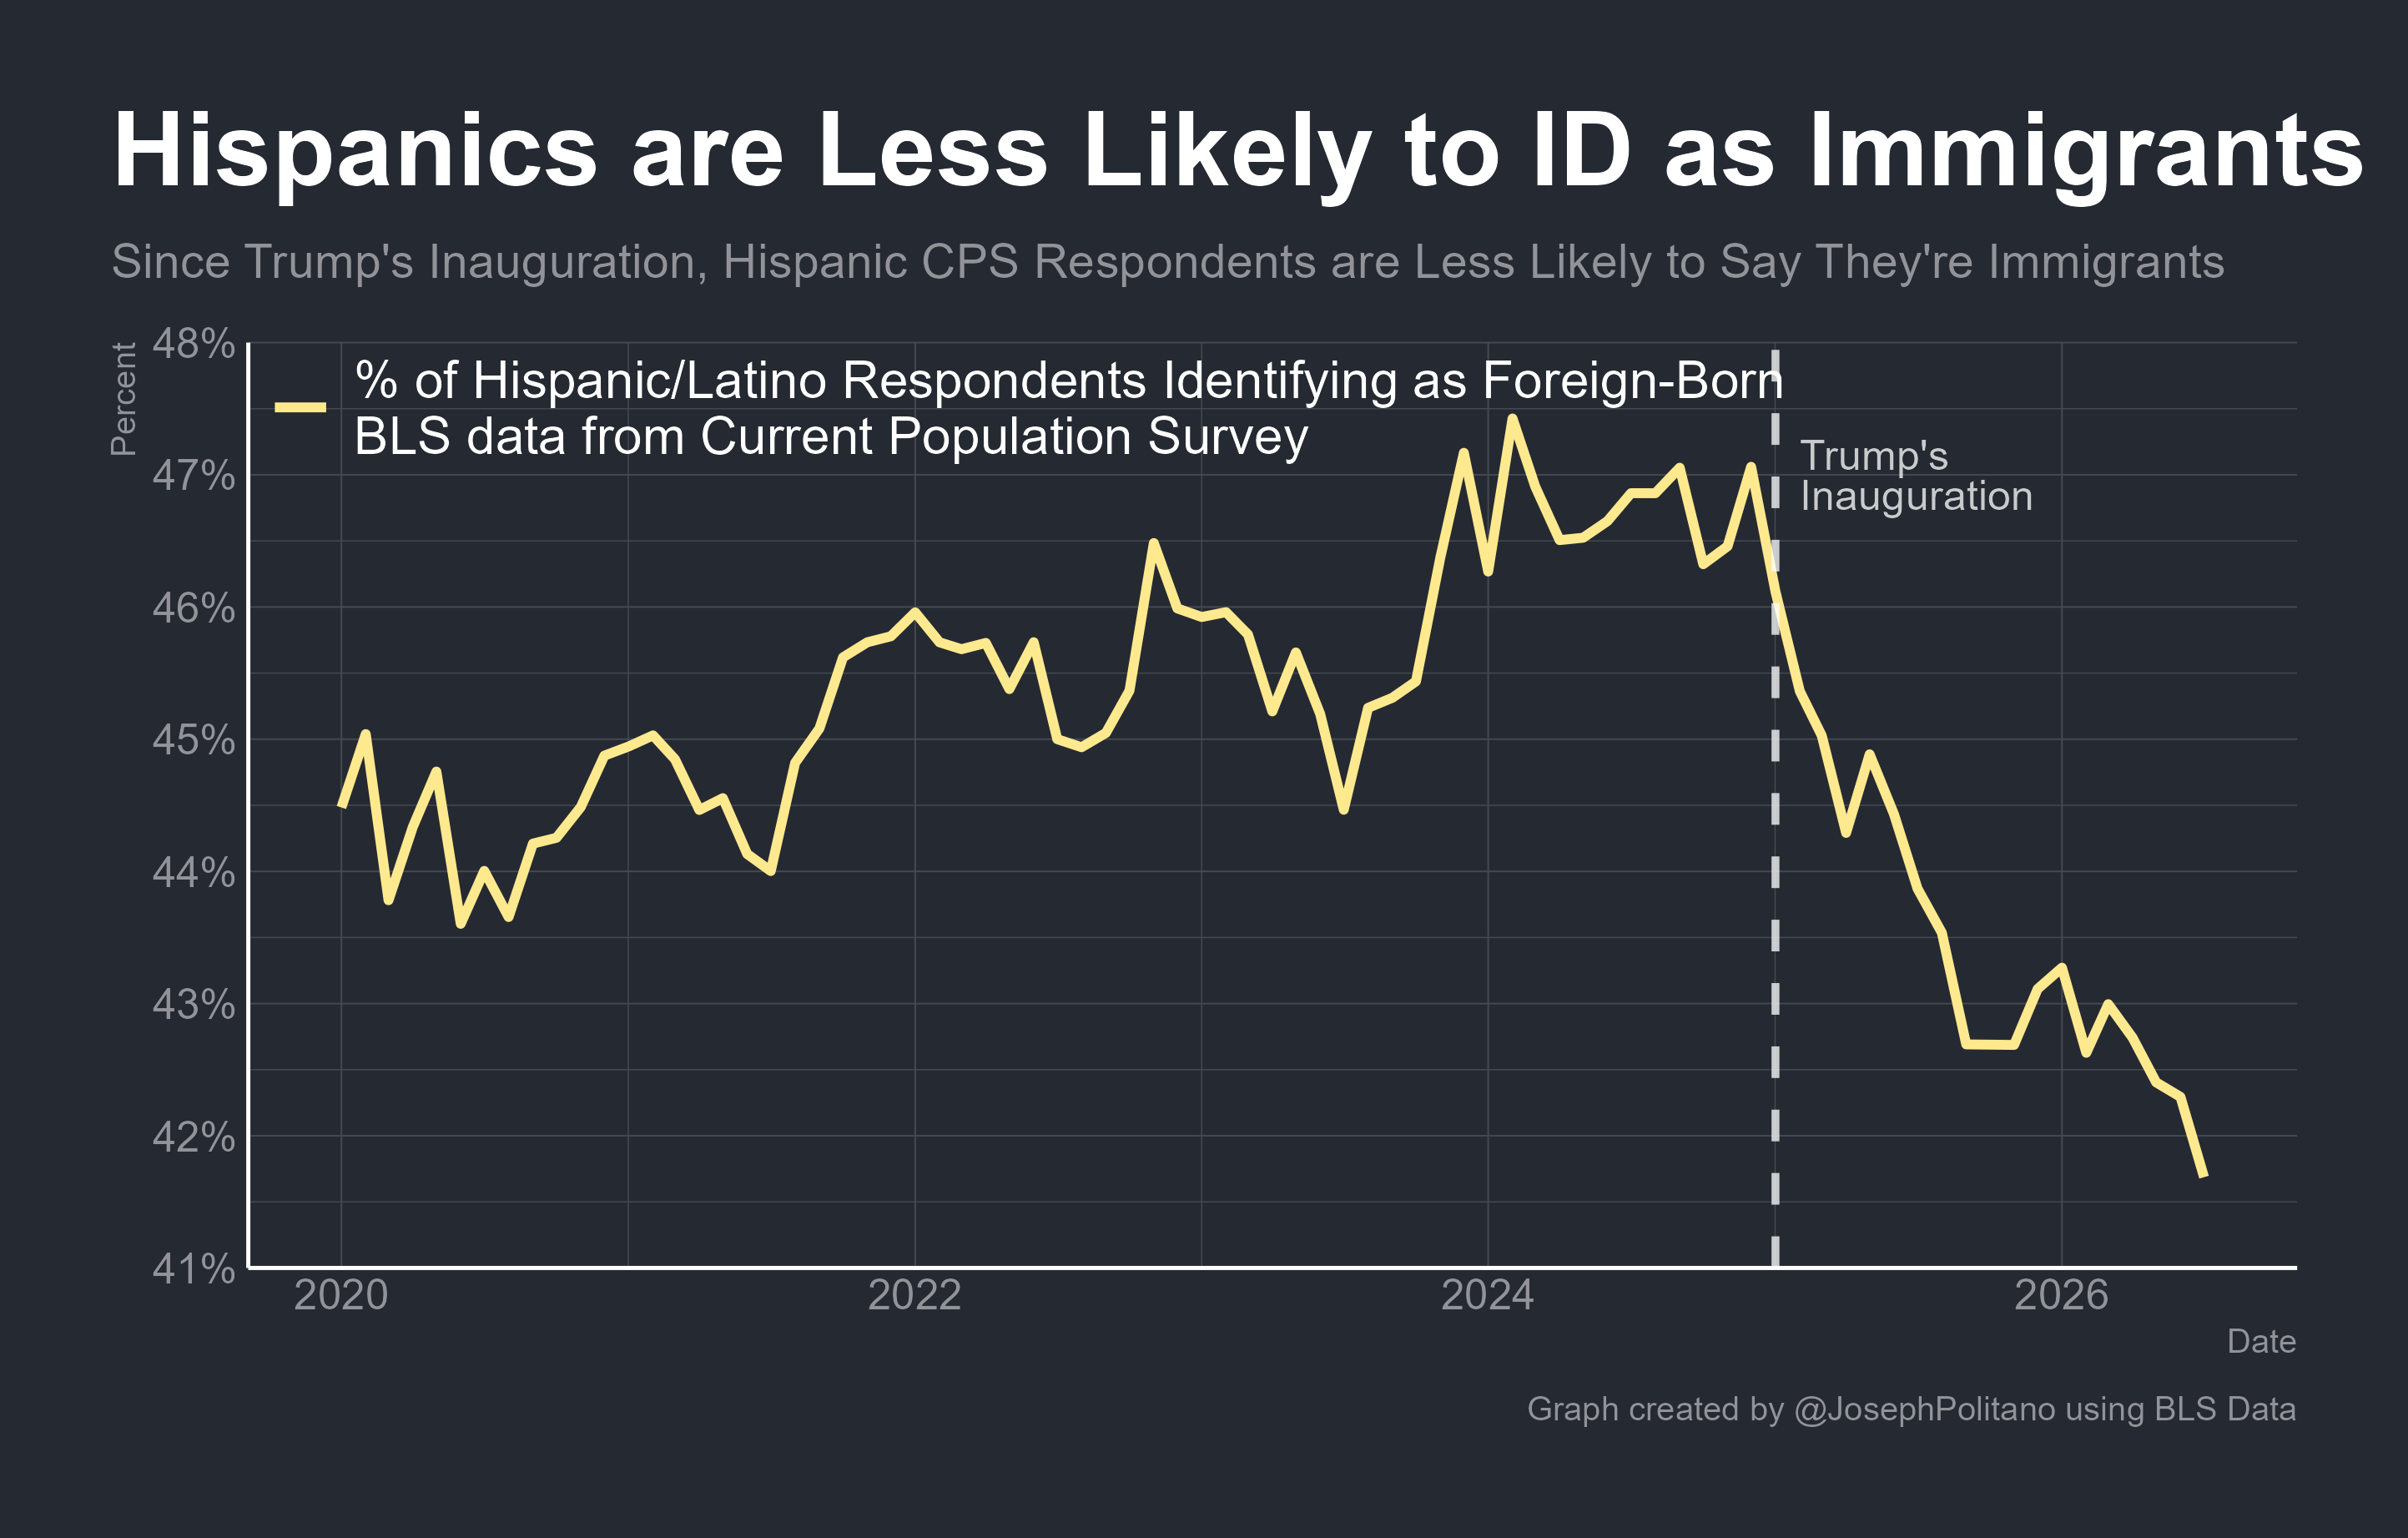 Hispanics are Less Likely to ID as Immigrants
Since Trump's Inauguration, Hispanic CPS Respondents are Less Likely to Say They're Immigrants
Percent
48%
47%
46%
45%
44%
43%
42%
41%
% of Hispanic/Latino Respondents Identifying as Foreign-Born
BLS data from Current Population Survey
Trump's
Inauguration
2020
2022
2024
2026
Date
Graph created by @JosephPolitano using BLS Data